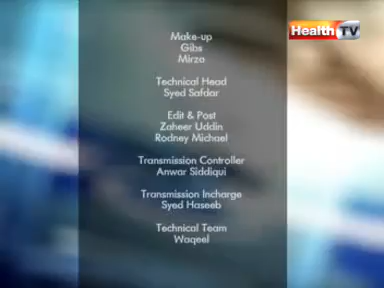 Health TV
Make-up
Gibs
Mirza
Technical Head
Syed Safdar
Edit & Post
Zaheer Uddin
Rodney Michael
Transmission Controller
Anwar Siddiqui
Transmission Incharge
Syed Haseeb
Technical Team
Waqeel